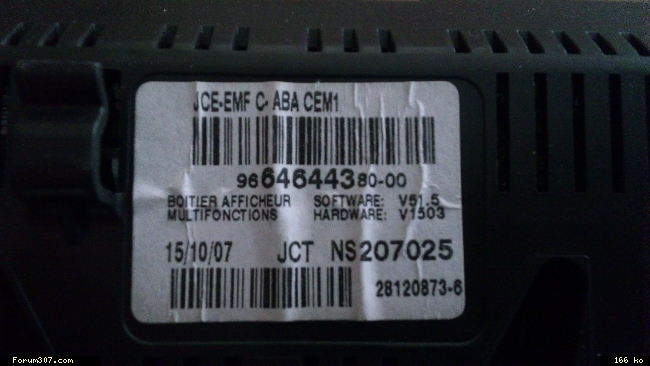 JCE-EMF C- ABA CEM1
9664644380-00
BOITIER AFFICHEUR SOFTWARE: V51.5
MULTIFONCTIONS HARDWARE: V1503
15/10/07 JCT NS207025
28120873-6
Forum307.com 166 ko